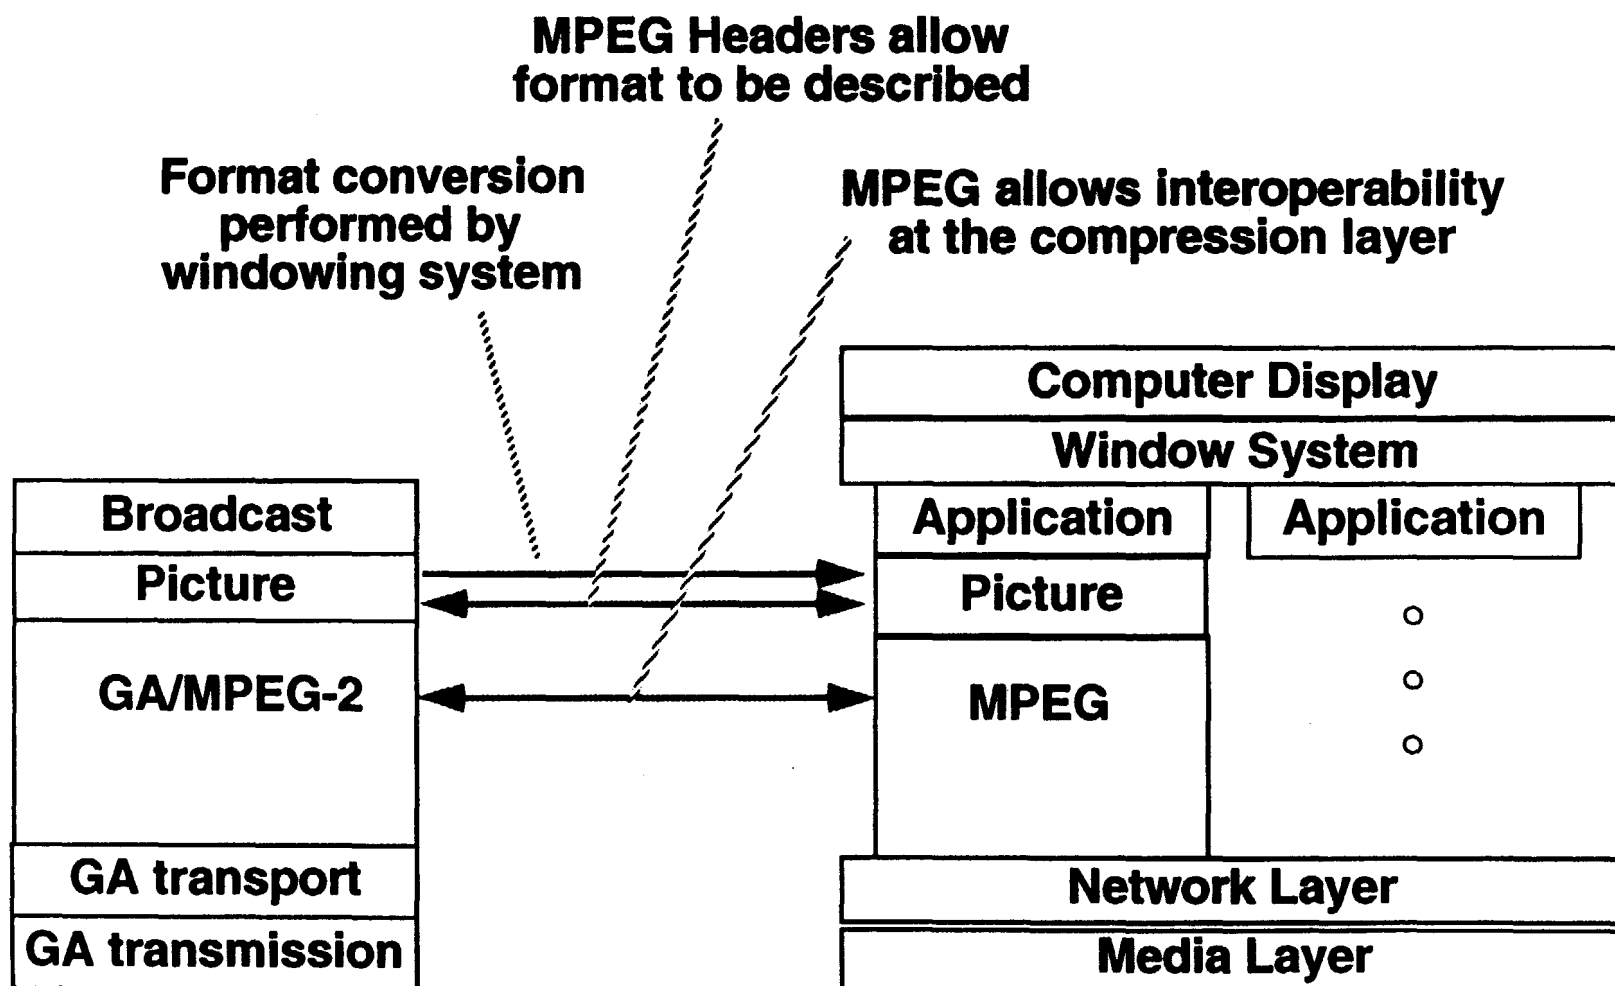 MPEG Headers allow
format to be described
Format conversion
performed by
windowing system
MPEG allows interoperability
at the compression layer
Computer Display
Window System
Application
Application
Broadcast
Picture
Picture
GA/MPEG-2
MPEG
GA transport
Network Layer
GA transmission
Media Layer